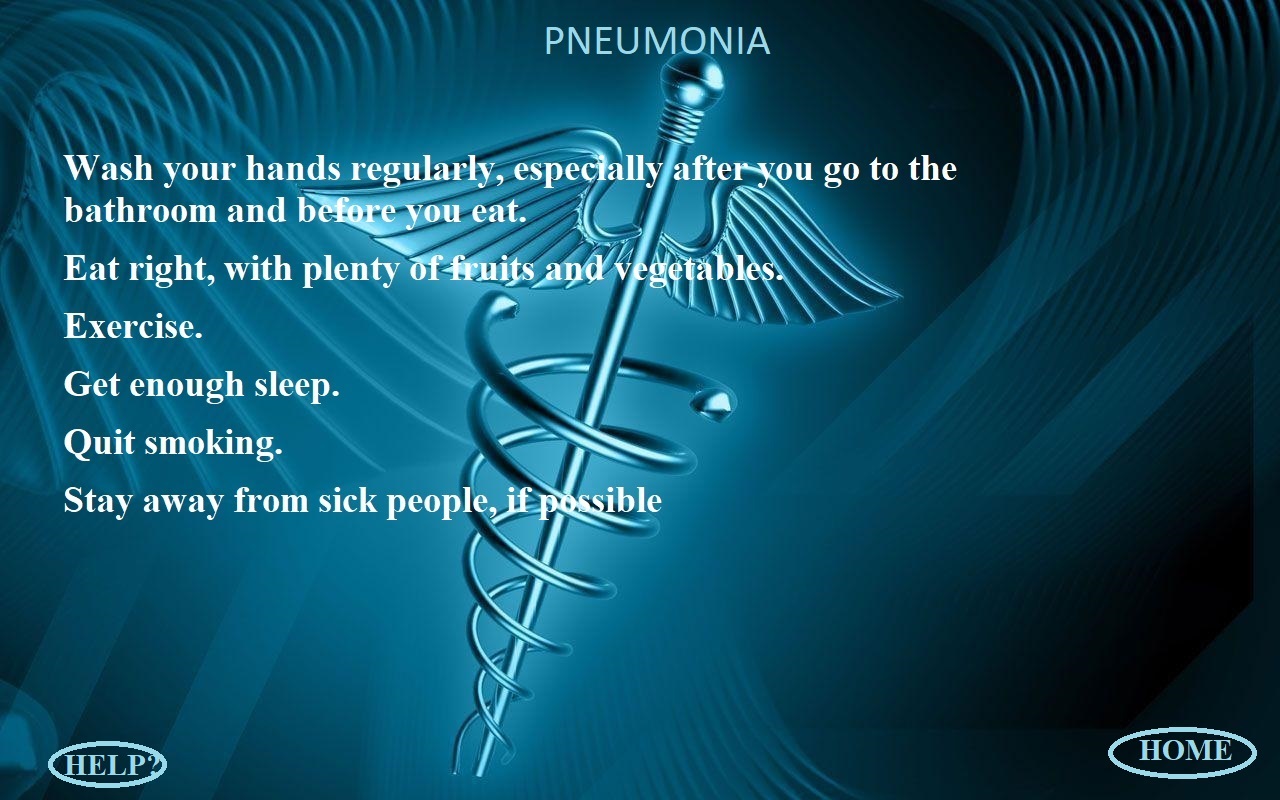 PNEUMONIA
Wash your hands regularly, especially after you go to the
bathroom and before you eat.
Eat right, with plenty of fruits and vegetables.
Exercise.
Get enough sleep.
Quit smoking.
Stay away from sick people, if possible
HELP?
HOME